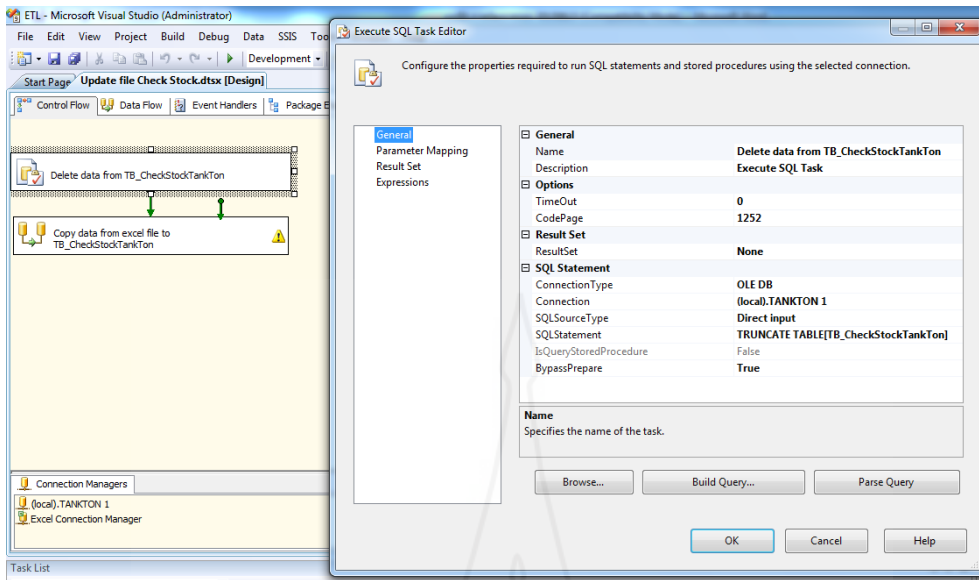 ETL - Microsoft Visual Studio (Administrator)
File Edit View Project Build Debug Data SSIS
Development
Start Page Update file Check Stock.dtsx [Design]
Control Flow Data Flow Event Handlers Package
Delete data from TB_CheckStockTankTon
Copy data from excel file to
TB_CheckStockTankTon
Connection Managers
(local).TANKTON 1
Excel Connection Manager
Task List
Execute SQL Task Editor
Configure the properties required to run SQL statements and stored procedures using the selected connection.
General
Parameter Mapping
Result Set
Expressions
General
Name Delete data from TB_CheckStockTankTon
Description Execute SQL Task
Options
TimeOut 0
CodePage 1252
Result Set
ResultSet None
SQL Statement
ConnectionType OLE DB
Connection (local).TANKTON 1
SQLSourceType Direct input
SQLStatement TRUNCATE TABLE[TB_CheckStockTankTon]
IsQueryStoredProcedure False
BypassPrepare True
Name
Specifies the name of the task.
Browse... Build Query... Parse Query
OK Cancel Help